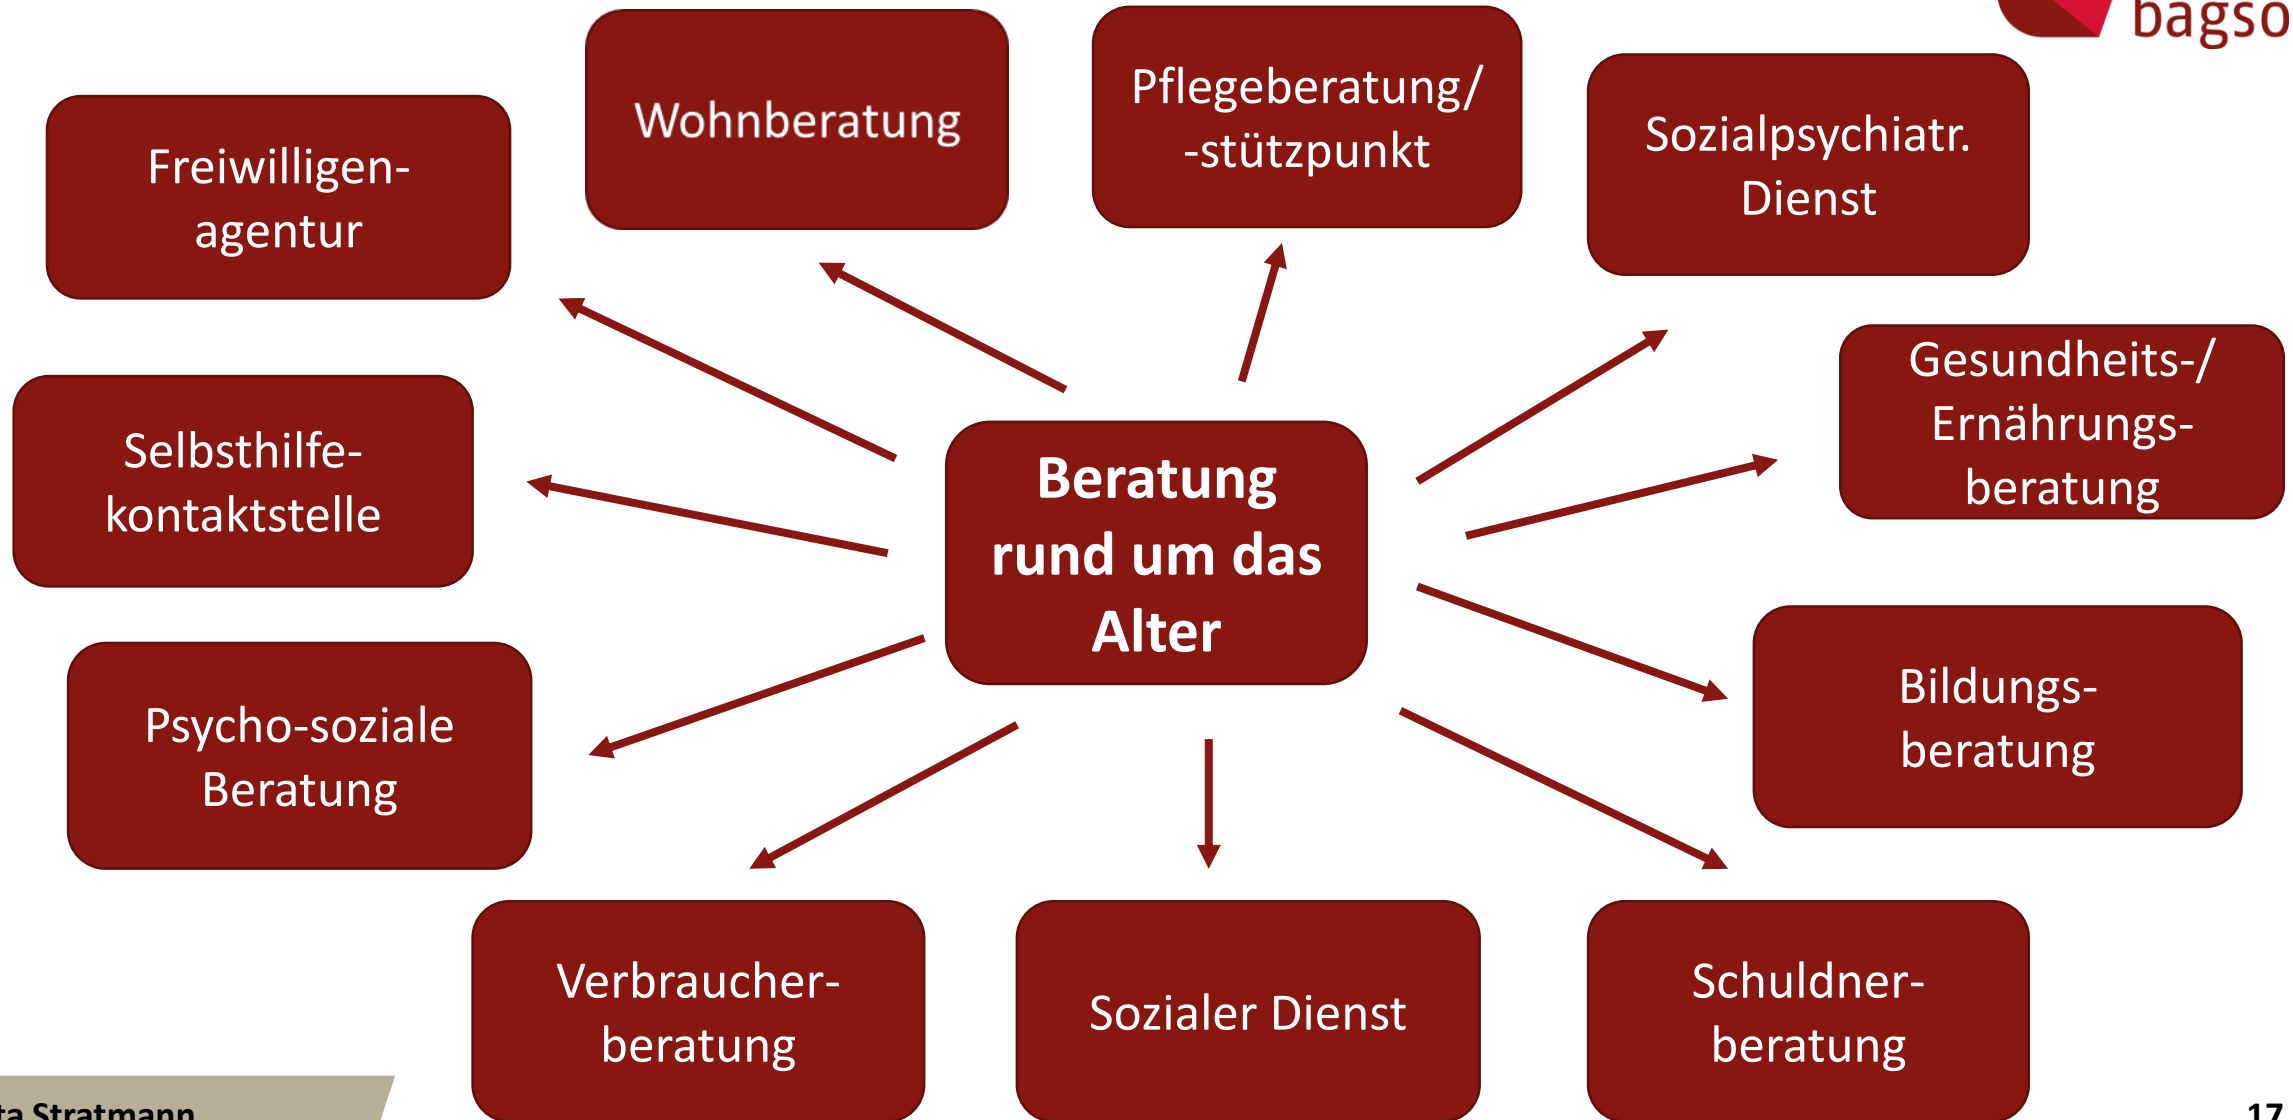 bagso
Freiwilligen-
agentur
Wohnberatung
Pflegeberatung/
-stützpunkt
Sozialpsychiatr.
Dienst
Gesundheits-/
Ernährungs-
beratung
Selbsthilfe-
kontaktstelle
Beratung
rund um das
Alter
Bildungs-
beratung
Psycho-soziale
Beratung
Verbraucher-
beratung
Sozialer Dienst
Schuldner-
beratung
Stratmann
17